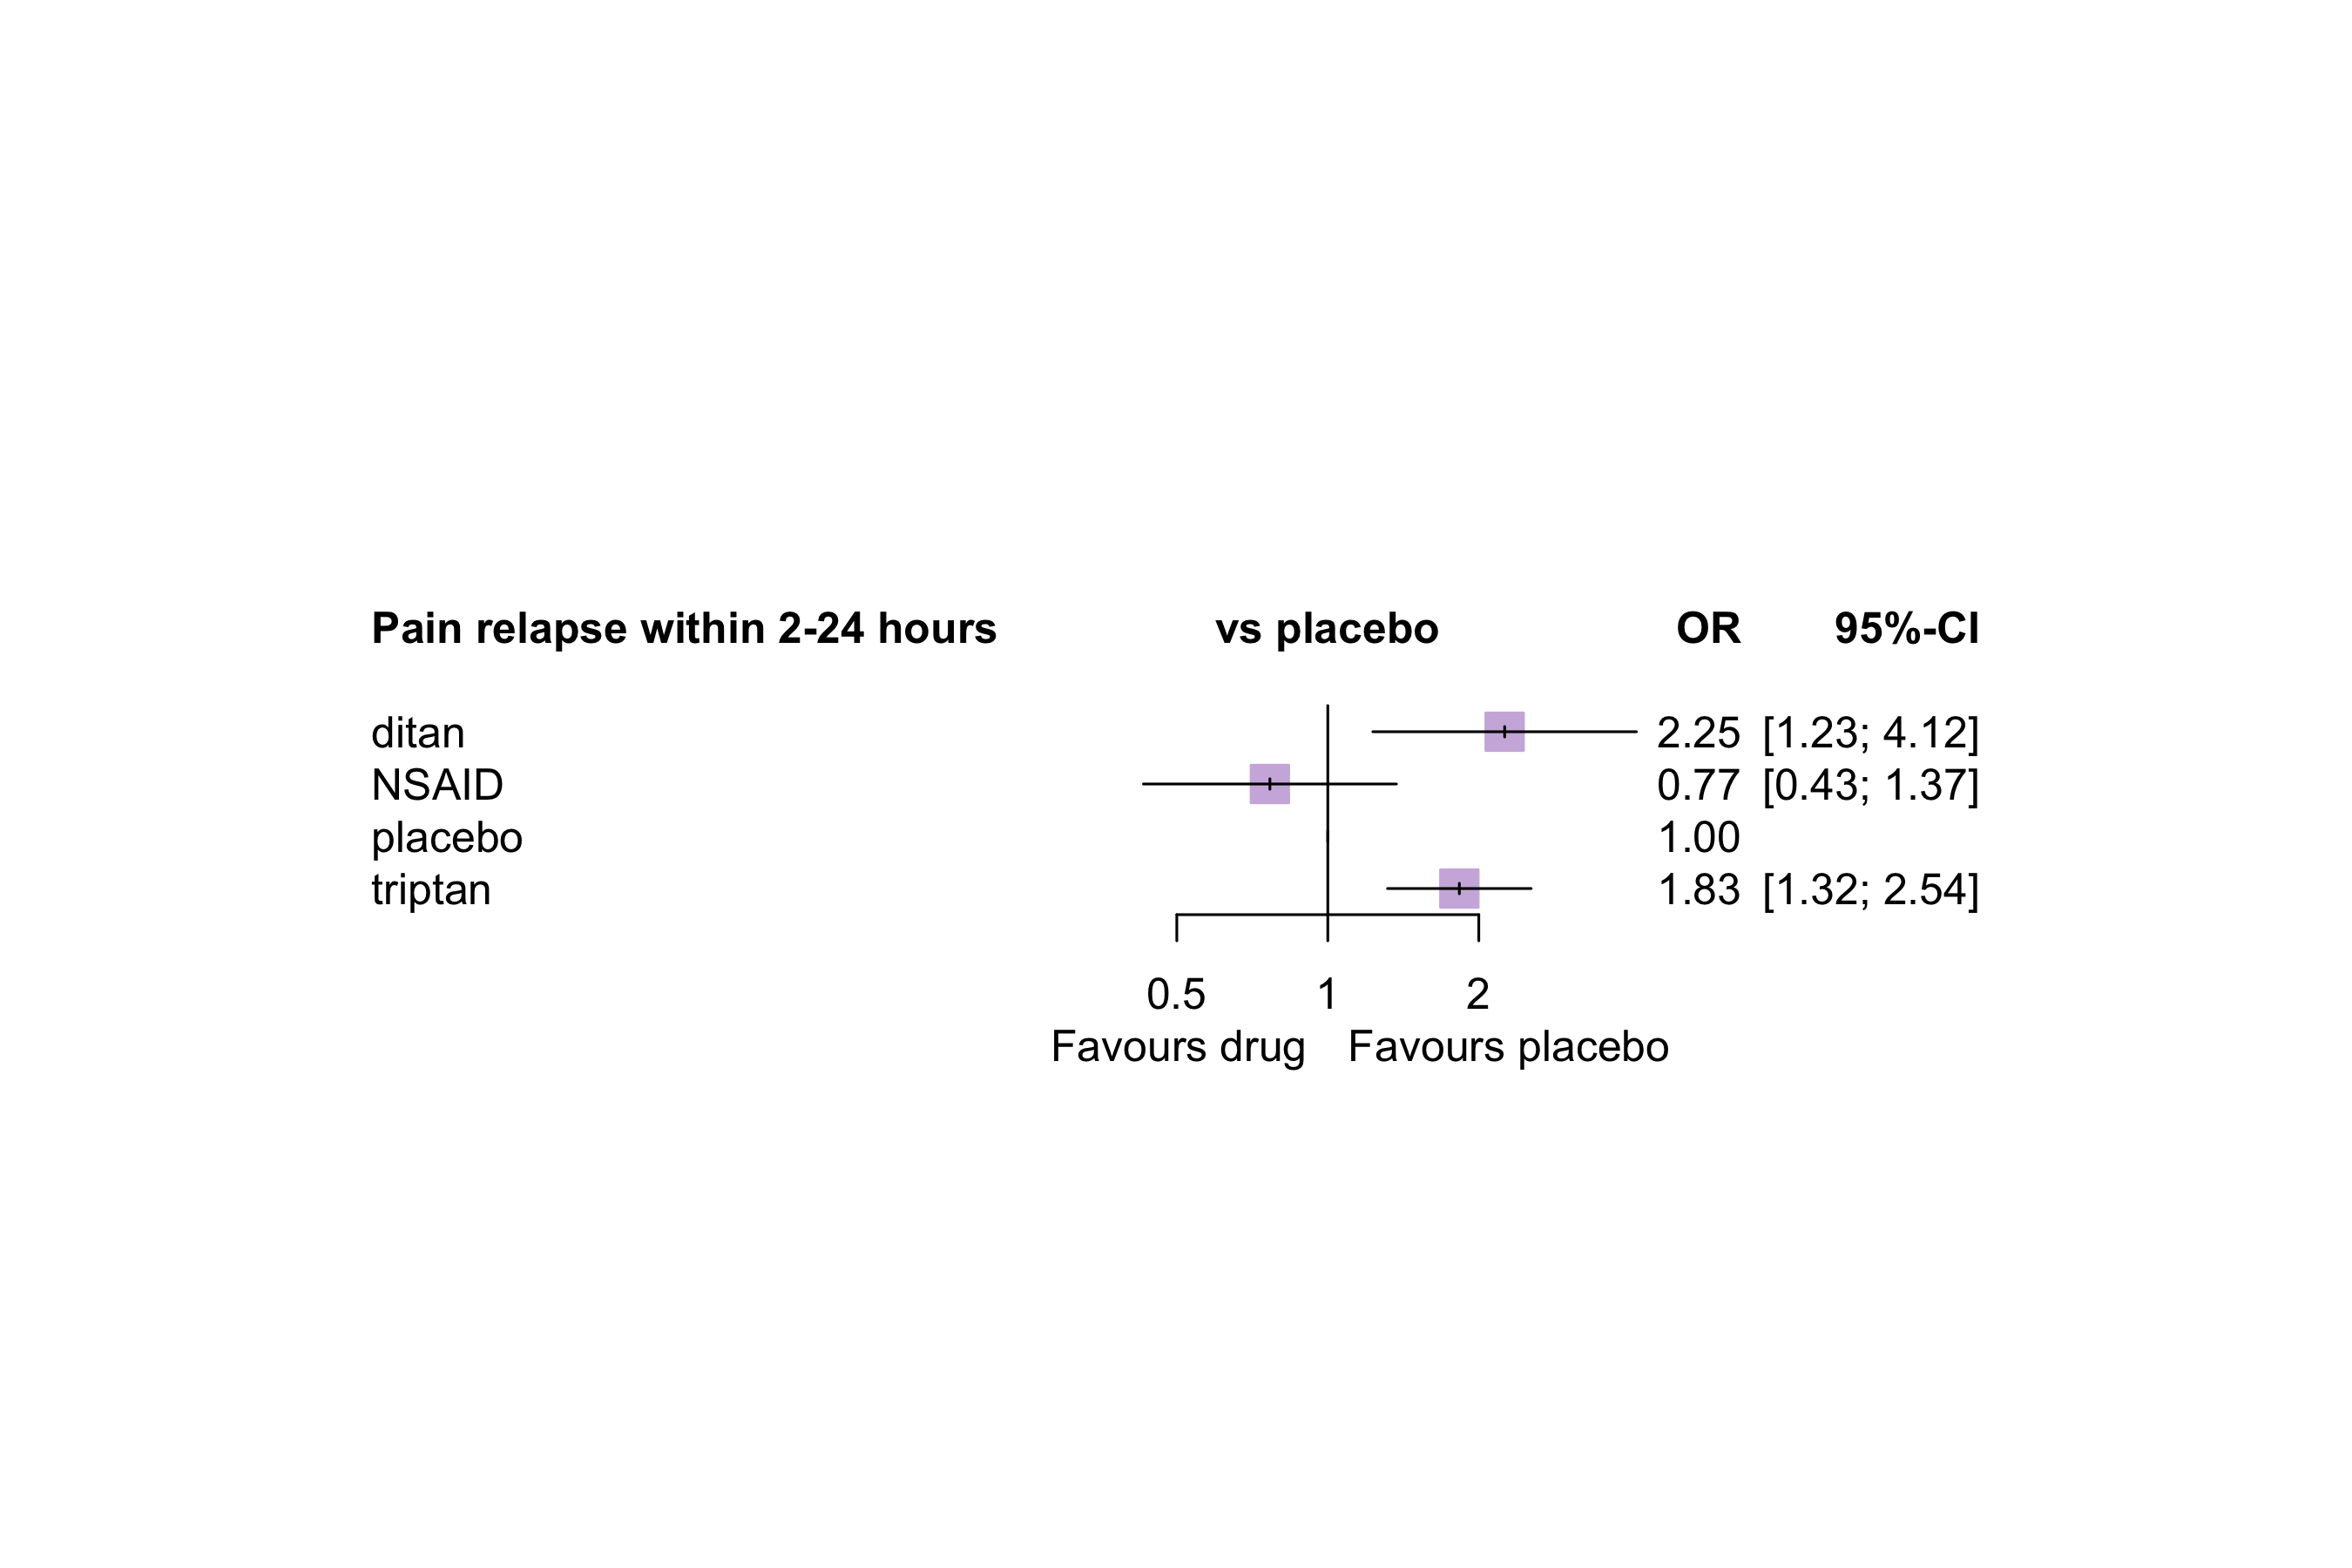 Pain relapse within 2-24 hours vs placebo OR 95%-CI
ditan 2.25 [1.23; 4.12]
NSAID 0.77 [0.43; 1.37]
placebo 1.00
triptan 1.83 [1.32; 2.54]
0.5 1 2
Favours drug Favours placebo